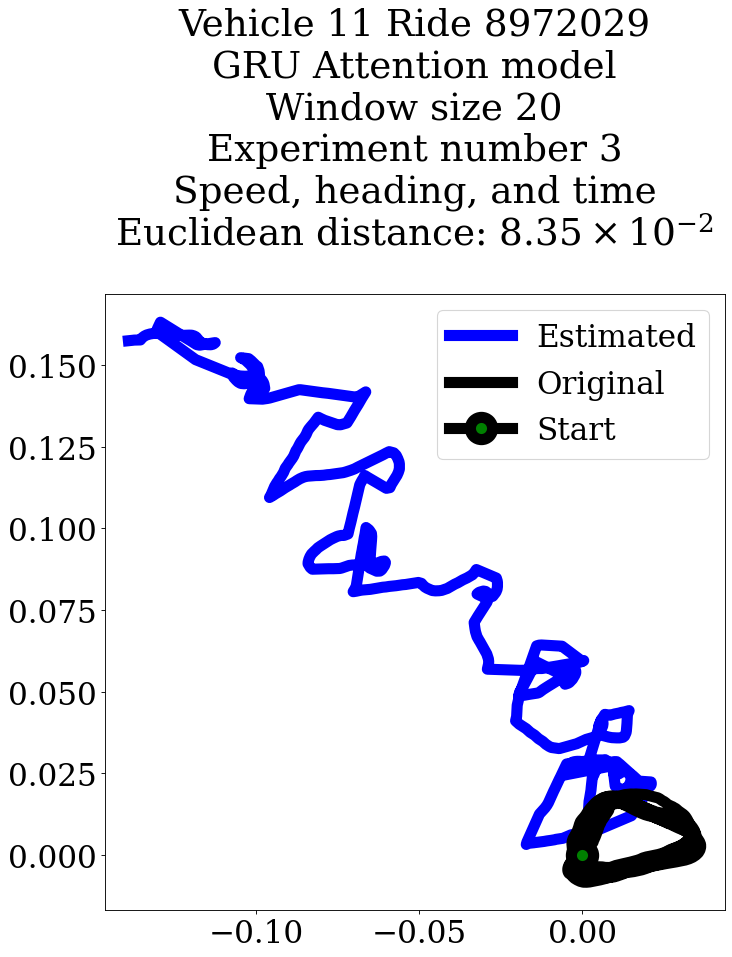 Vehicle 11 Ride 8972029
GRU Attention model
Window size 20
Experiment number 3
Speed, heading, and time
Euclidean distance: 8.35 × 10⁻²
Estimated
Original
Start
0.150
0.125
0.100
0.075
0.050
0.025
0.000
−0.10
−0.05
0.00